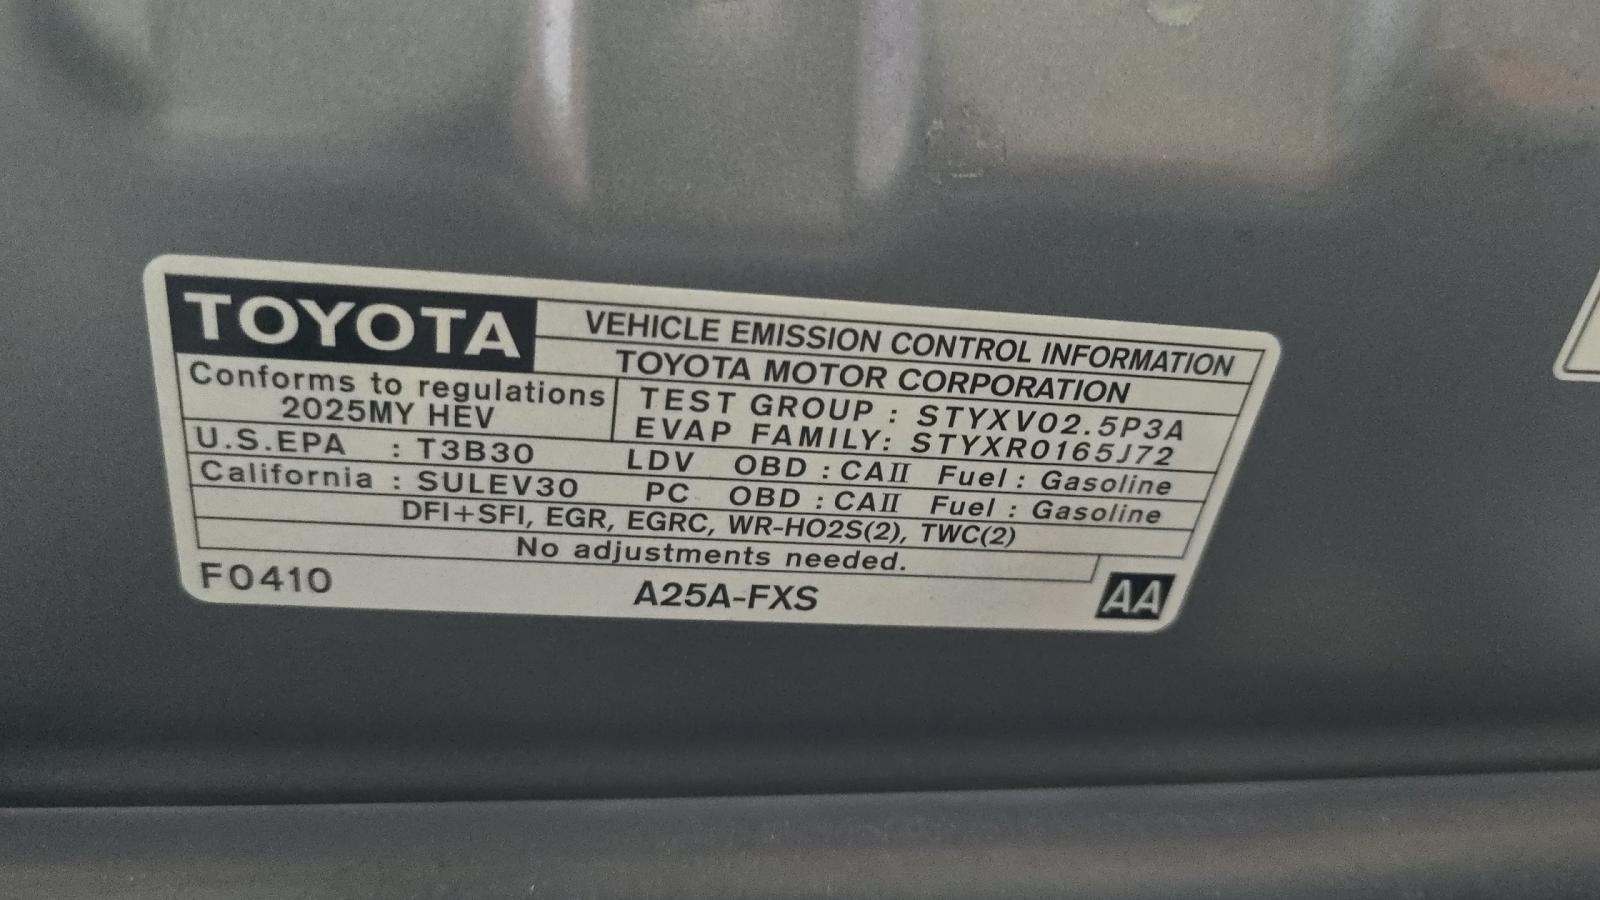 TOYOTA
VEHICLE EMISSION CONTROL INFORMATION
TOYOTA MOTOR CORPORATION
Conforms to regulations
2025MY HEV
TEST GROUP : STYXV02.5P3A
EVAP FAMILY: STYXR0165J72
U.S.EPA : T3B30 LDV OBD : CAII Fuel : Gasoline
California : SULEV30 PC OBD : CAII Fuel : Gasoline
DFI+SFI, EGR, EGRC, WR-HO2S(2), TWC(2)
No adjustments needed.
F0410 A25A-FXS AA